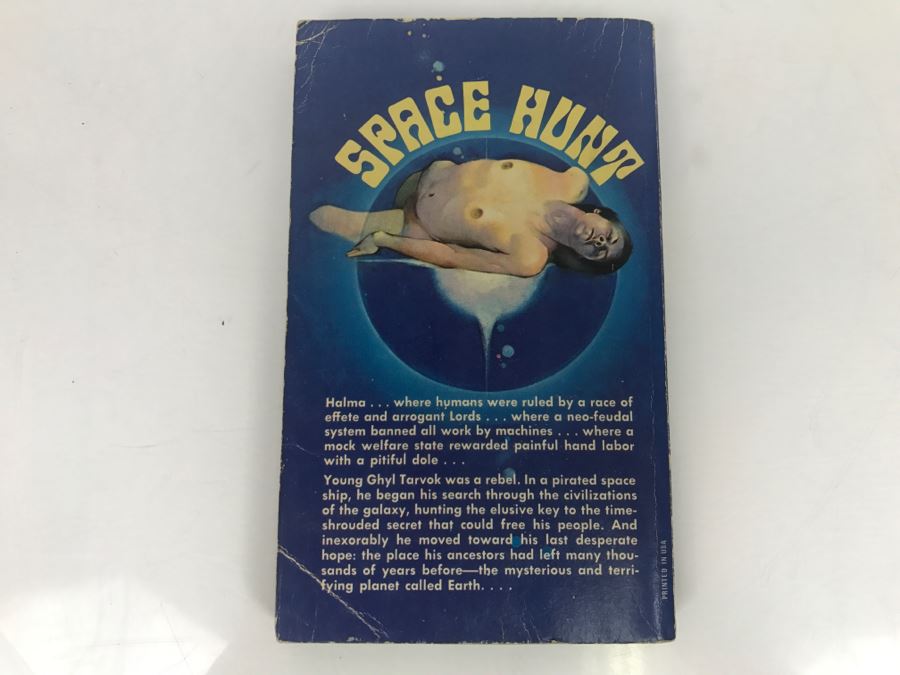 SPACE HUNT
Halma . . . where humans were ruled by a race of
effete and arrogant Lords . . . where a neo-feudal
system banned all work by machines . . . where a
mock welfare state rewarded painful hand labor
with a pitiful dole . . .
Young Ghyl Tarvok was a rebel. In a pirated space
ship, he began his search through the civilizations
of the galaxy, hunting the elusive key to the time-
shrouded secret that could free his people. And
inexorably he moved toward his last desperate
hope: the place his ancestors had left many thou-
sands of years before—the mysterious and terri-
fying planet called Earth. . . .
PRINTED IN USA